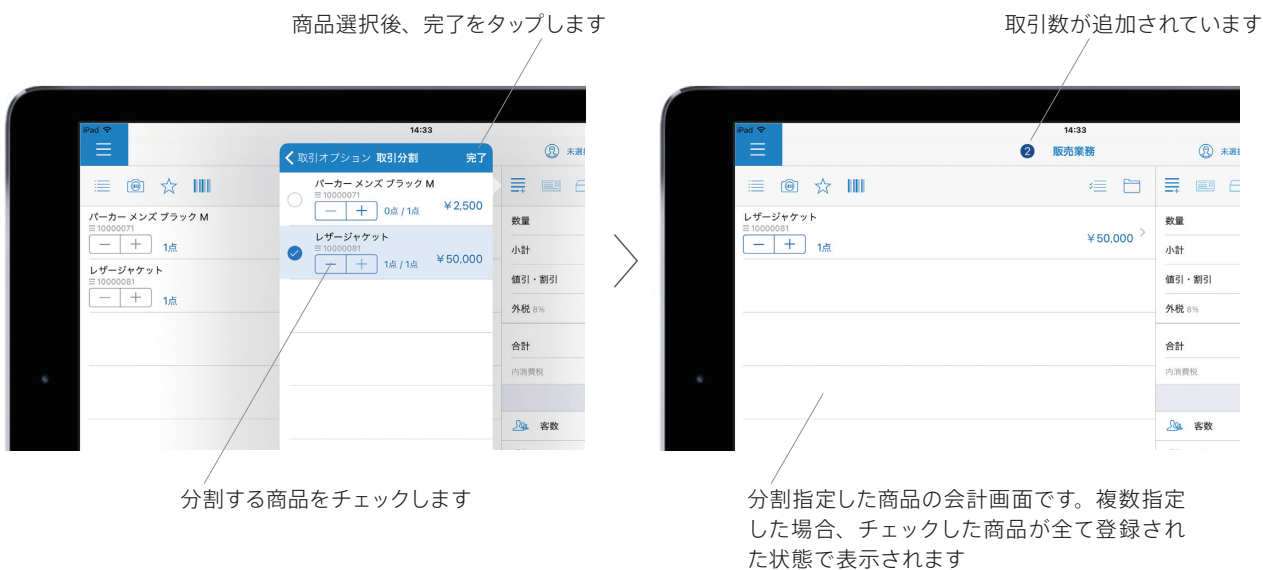 商品選択後、完了をタップします
取引数が追加されています
iPad
14:33
取引オプション 取引分割 完了
パーカー メンズ ブラック M
10000071
0点 / 1点
¥2,500
レザージャケット
10000081
1点 / 1点
¥50,000
パーカー メンズ ブラック M
10000071
1点
レザージャケット
10000081
1点
数量
小計
値引・割引
外税 8%
合計
内消費税
客数
iPad
14:33
2 販売業務
レザージャケット
10000081
1点
¥50,000
数量
小計
値引・割引
外税 8%
合計
内消費税
客数
分割する商品をチェックします
分割指定した商品の会計画面です。複数指定
した場合、チェックした商品が全て登録され
た状態で表示されます